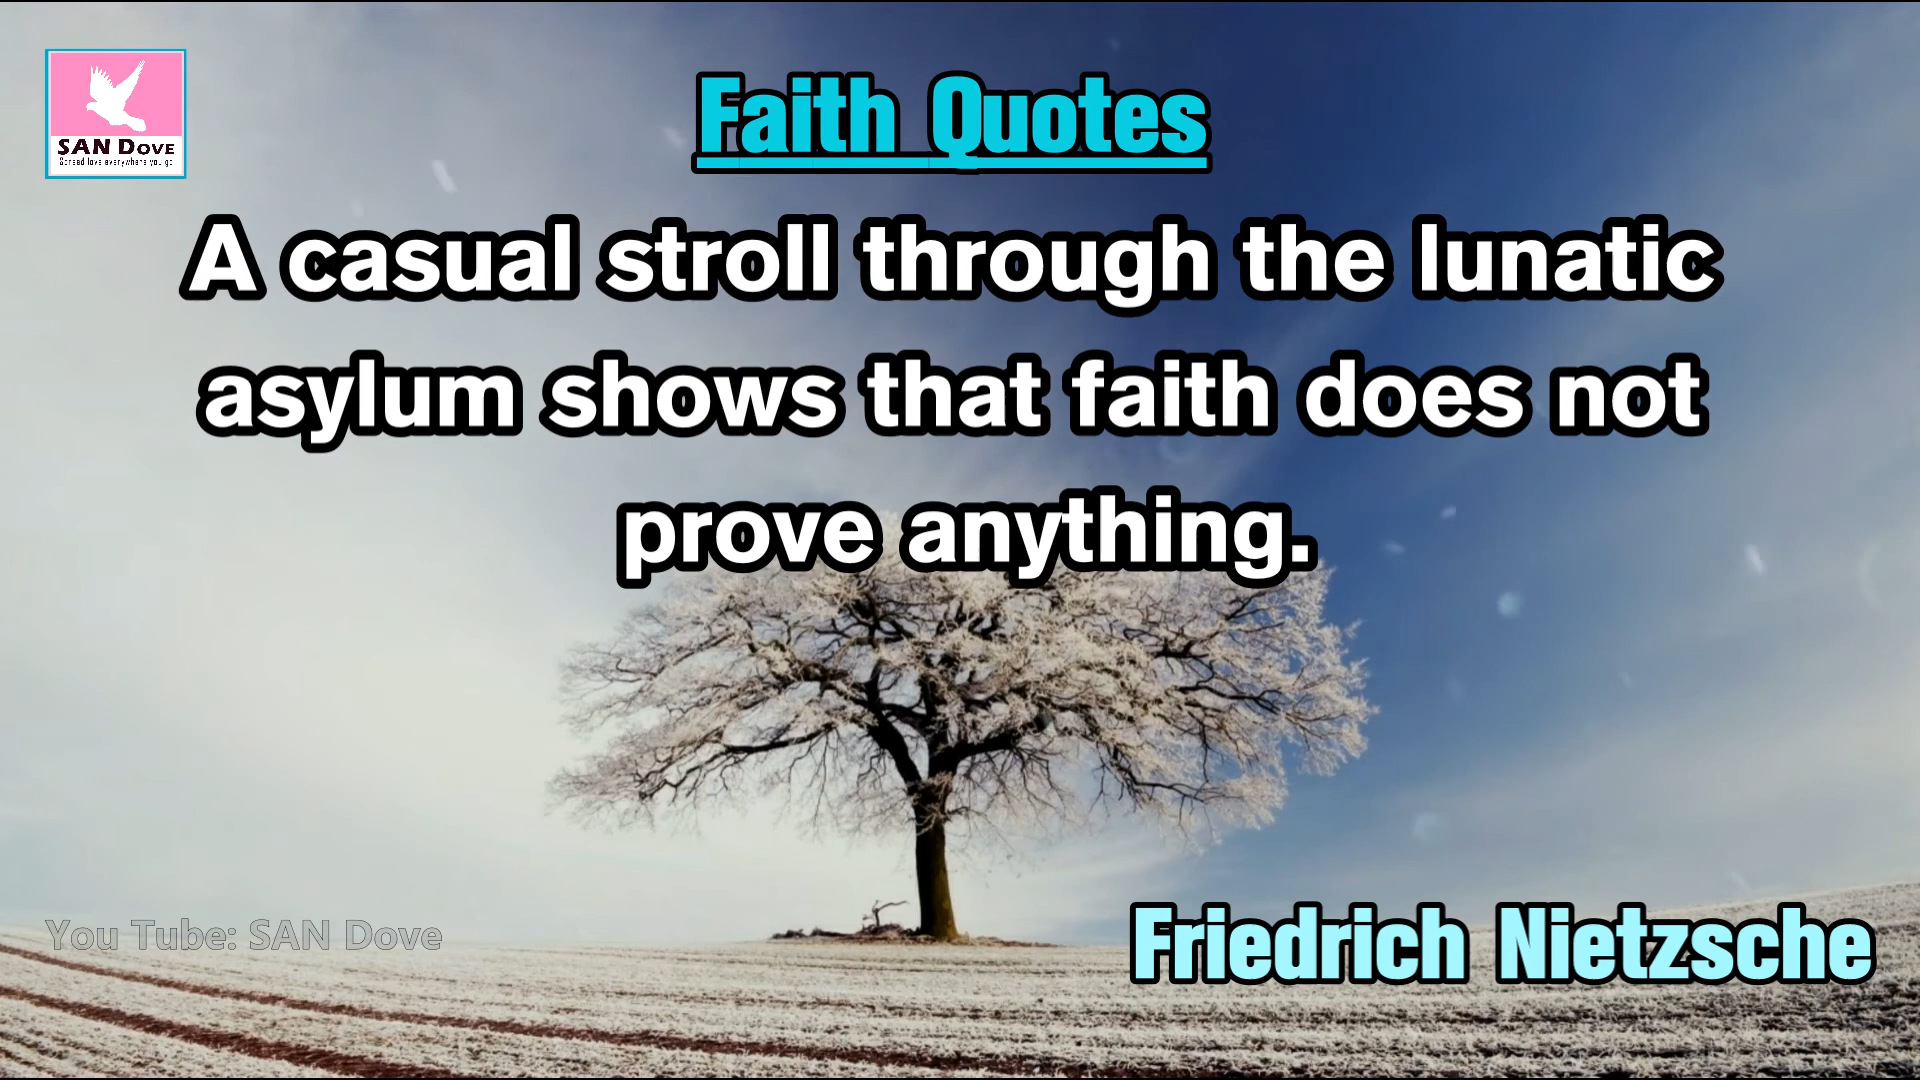 SAN DOVE
Spread love everywhere you go
Faith Quotes
A casual stroll through the lunatic
asylum shows that faith does not
prove anything.
You Tube: SAN Dove
Friedrich Nietzsche